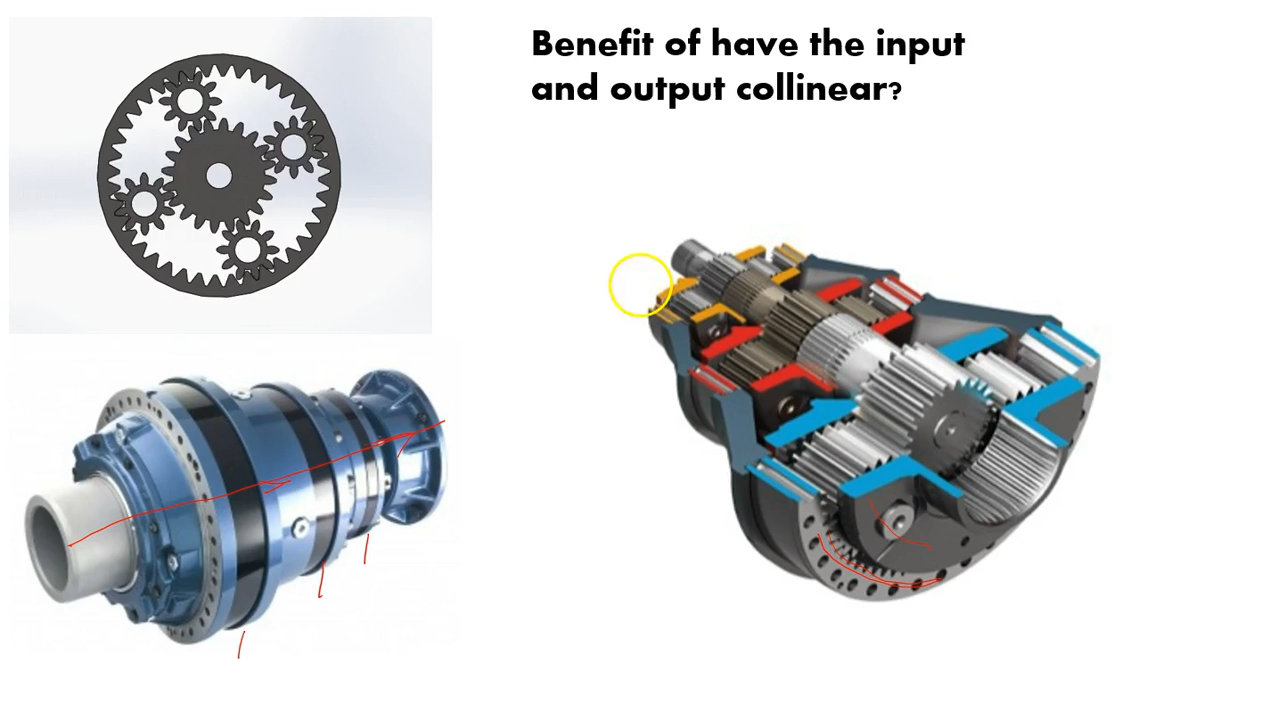 Benefit of have the input
and output collinear?